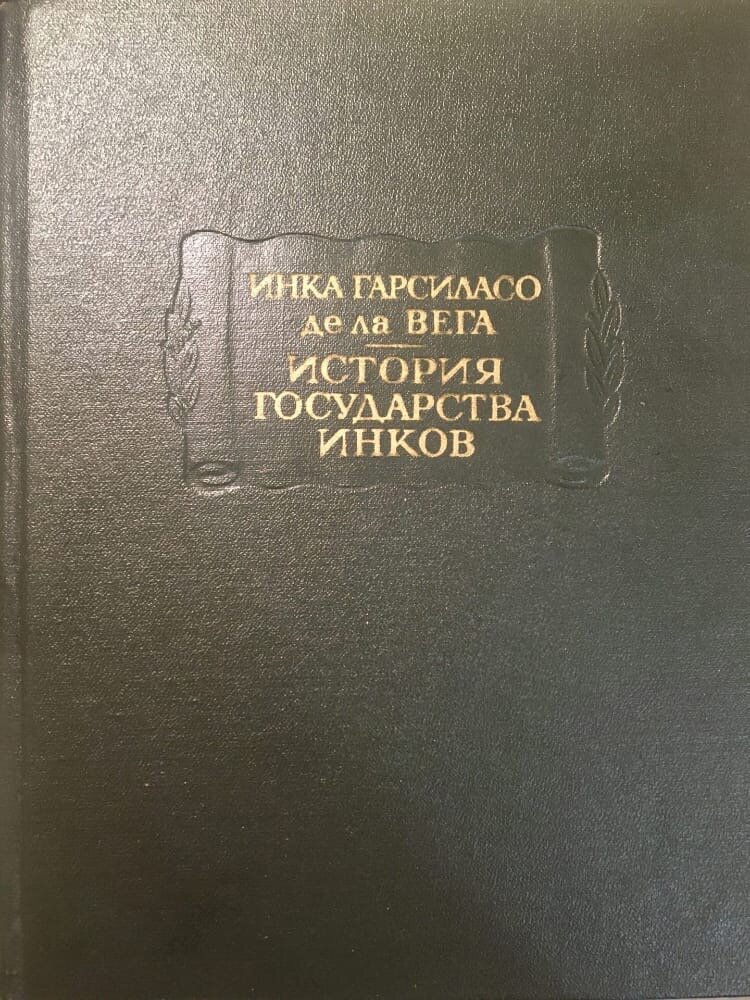 ИНКА ГАРСИЛАСО
де ла ВЕГА
ИСТОРИЯ
ГОСУДАРСТВА
ИНКОВ